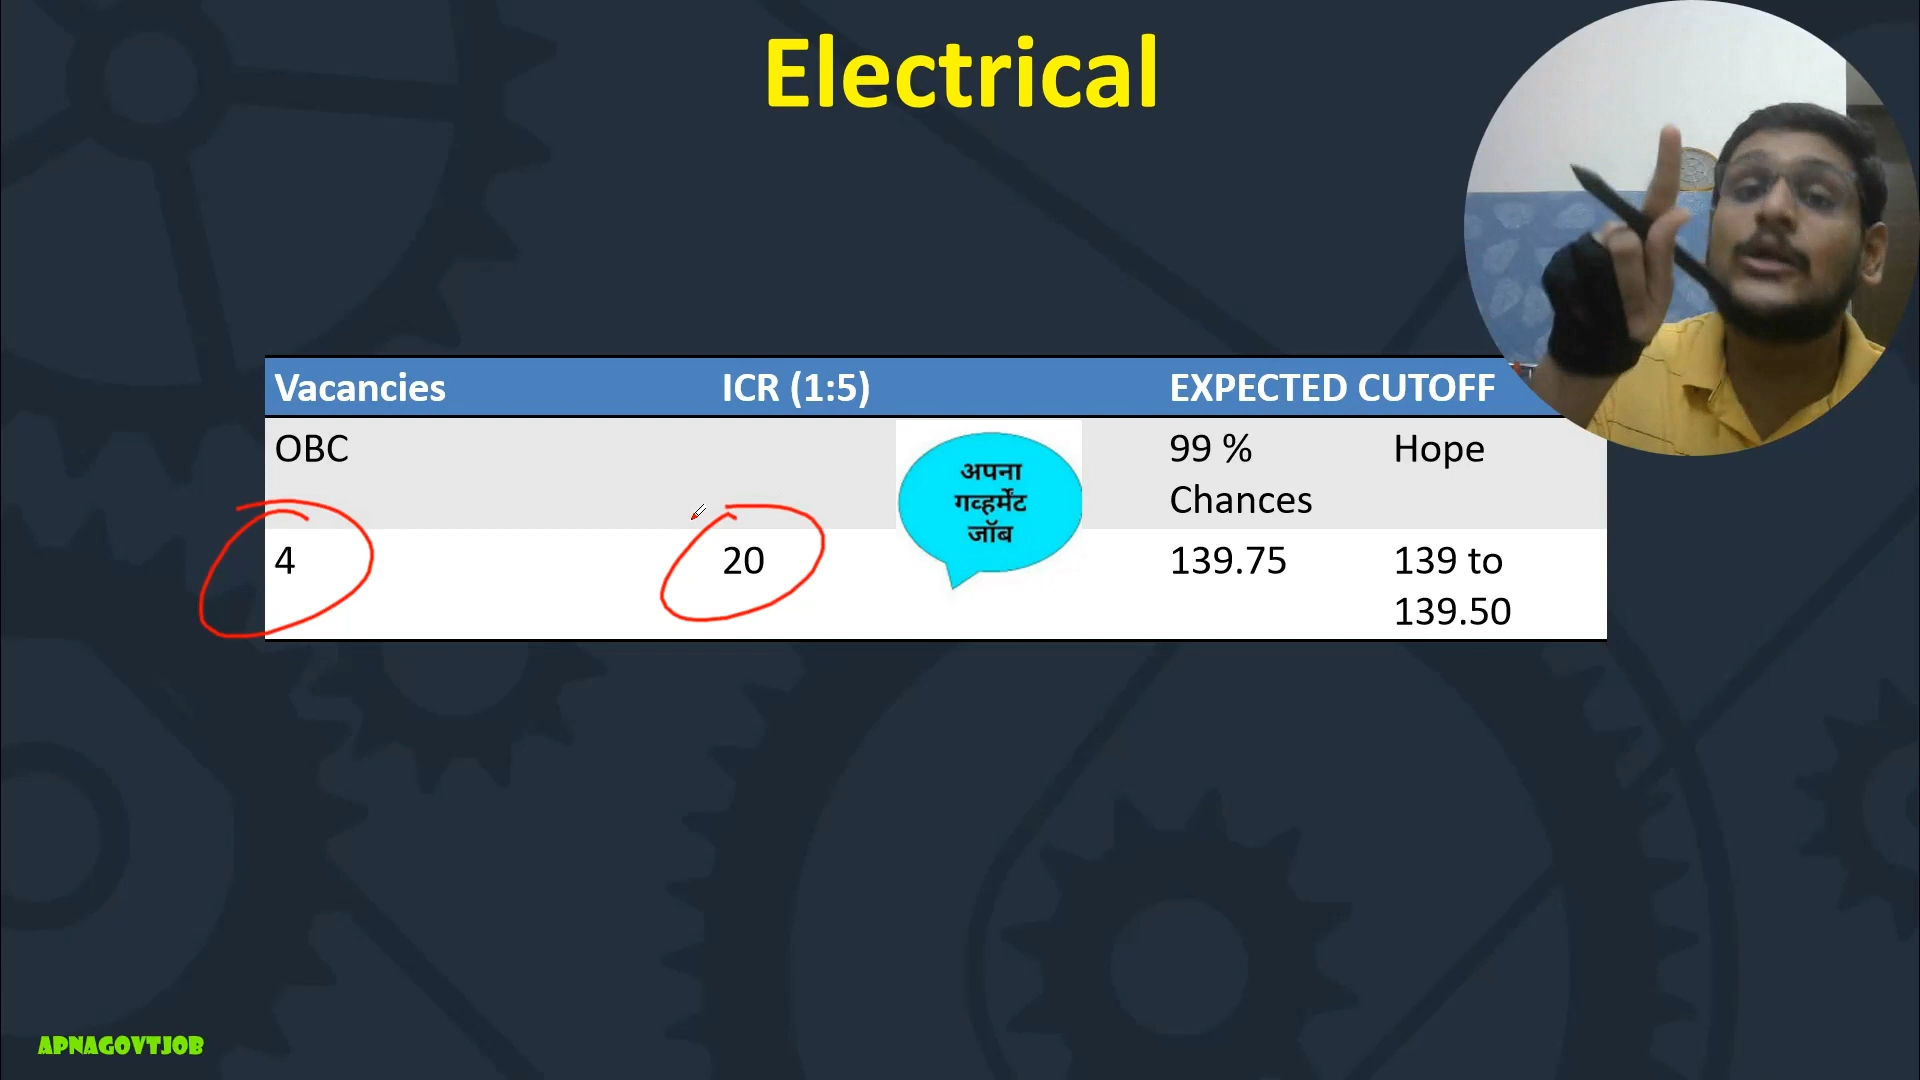 Electrical
Vacancies ICR (1:5) EXPECTED CUTOFF
OBC 99 % Hope
Chances
अपना
गव्हर्मेंट
जॉब
4 20 139.75 139 to
139.50
APNAGOVTJOB